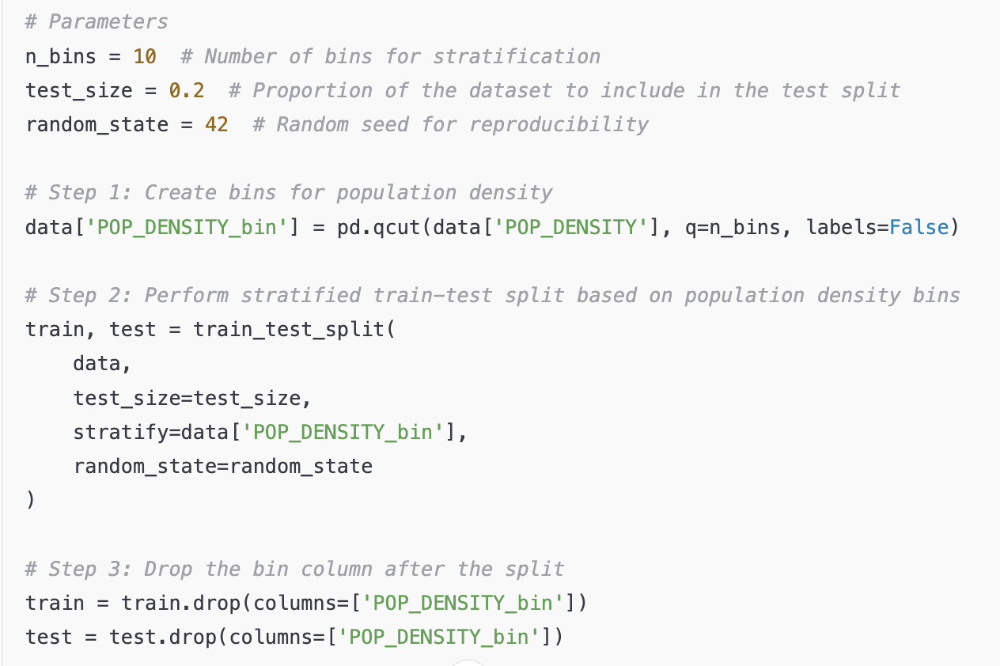 # Parameters
n_bins = 10  # Number of bins for stratification
test_size = 0.2  # Proportion of the dataset to include in the test split
random_state = 42  # Random seed for reproducibility
# Step 1: Create bins for population density
data['POP_DENSITY_bin'] = pd.qcut(data['POP_DENSITY'], q=n_bins, labels=False)
# Step 2: Perform stratified train-test split based on population density bins
train, test = train_test_split(
    data,
    test_size=test_size,
    stratify=data['POP_DENSITY_bin'],
    random_state=random_state
)
# Step 3: Drop the bin column after the split
train = train.drop(columns=['POP_DENSITY_bin'])
test = test.drop(columns=['POP_DENSITY_bin'])